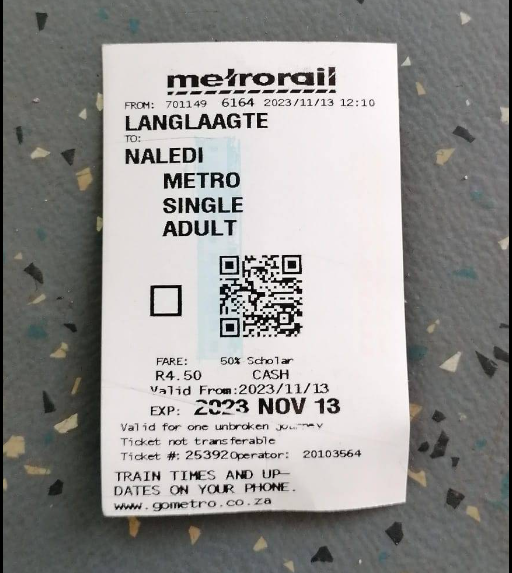 metrorail
FROM: 701149 6164 2023/11/13 12:10
LANGLAAGTE
TO:
NALEDI
METRO
SINGLE
ADULT
FARE: 50% Scholar
R4.50 CASH
Valid From:2023/11/13
EXP: 2023 NOV 13
Valid for one unbroken journey
Ticket not transferable
Ticket #: 25392Operator: 20103564
TRAIN TIMES AND UP-
DATES ON YOUR PHONE.
www.gometro.co.za